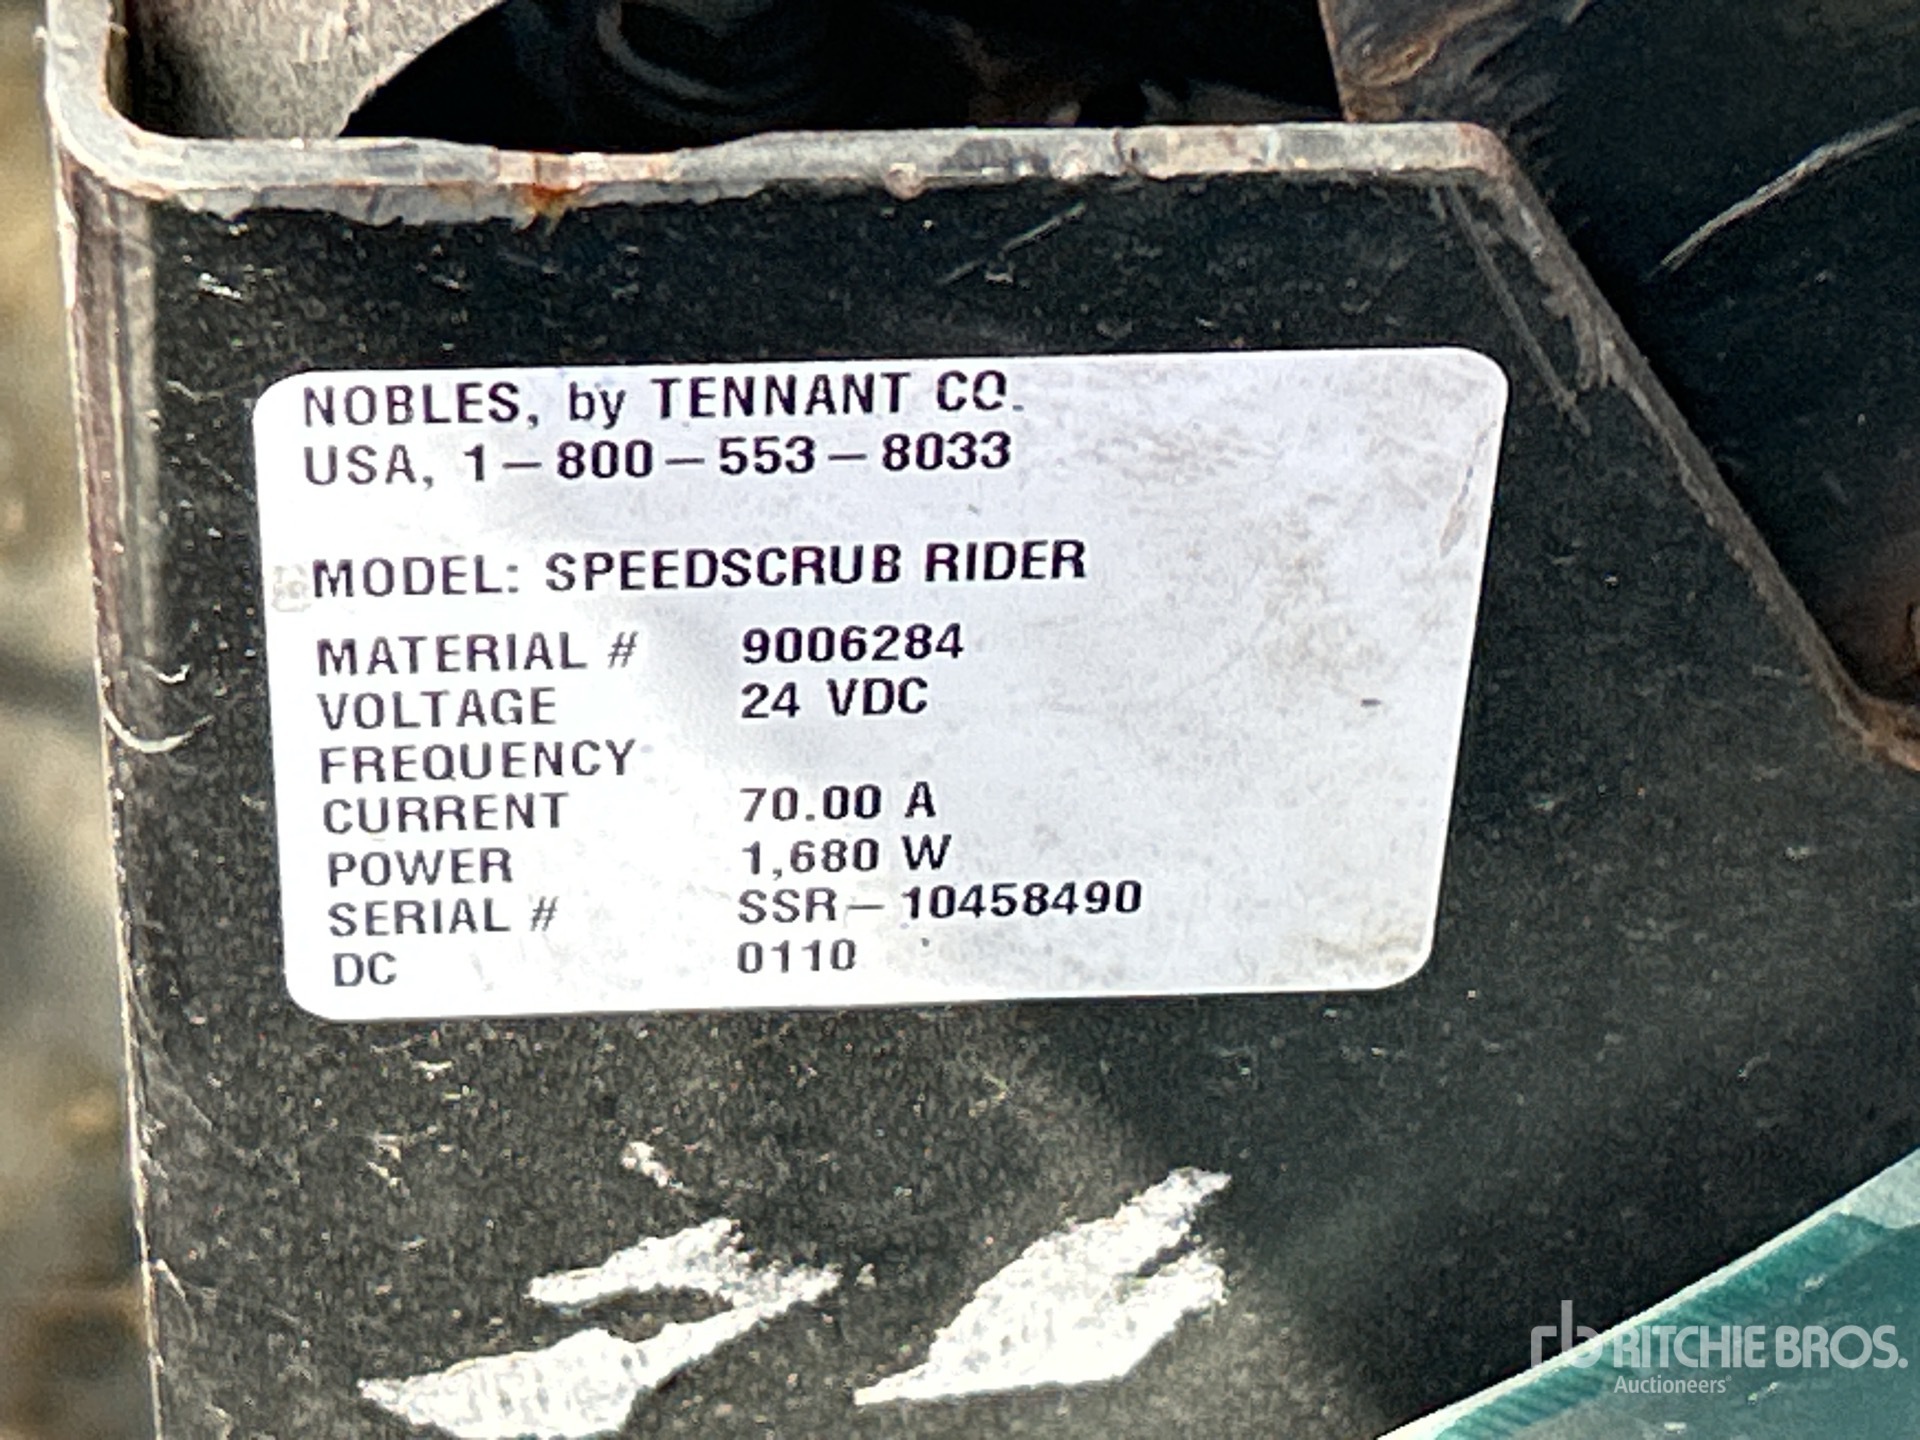 NOBLES, by TENNANT CO.
USA, 1-800-553-8033
MODEL: SPEEDSCRUB RIDER
MATERIAL # 9006284
VOLTAGE 24 VDC
FREQUENCY
CURRENT 70.00 A
POWER 1,680 W
SERIAL # SSR-10458490
DC 0110
rb RITCHIE BROS.
Auctioneers